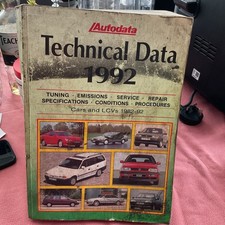 Autodata
Technical Data
1992
TUNING - EMISSIONS - SERVICE - REPAIR
SPECIFICATIONS - CONDITIONS - PROCEDURES
Cars and LCVs 1982-92